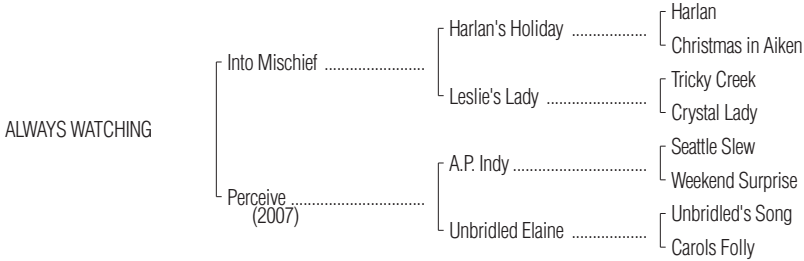 Harlan
Harlan's Holiday ...................
Christmas in Aiken
Into Mischief .........................
Tricky Creek
Leslie's Lady .........................
Crystal Lady
ALWAYS WATCHING
Seattle Slew
A.P. Indy .................................
Weekend Surprise
Perceive .................................
(2007)
Unbridled's Song
Unbridled Elaine ...................
Carols Folly